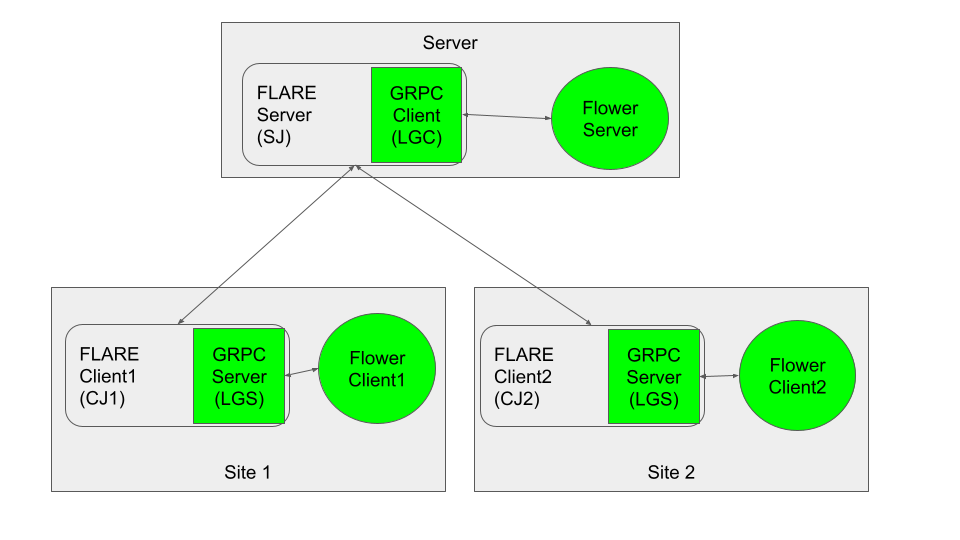 Server
FLARE
Server
(SJ)
GRPC
Client
(LGC)
Flower
Server
FLARE
Client1
(CJ1)
GRPC
Server
(LGS)
Flower
Client1
Site 1
FLARE
Client2
(CJ2)
GRPC
Server
(LGS)
Flower
Client2
Site 2